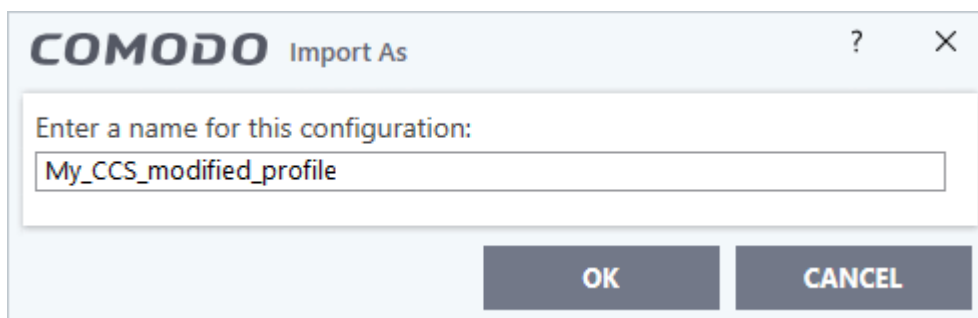 COMODO Import As ? ×
Enter a name for this configuration:
My_CCS_modified_profile
OK CANCEL